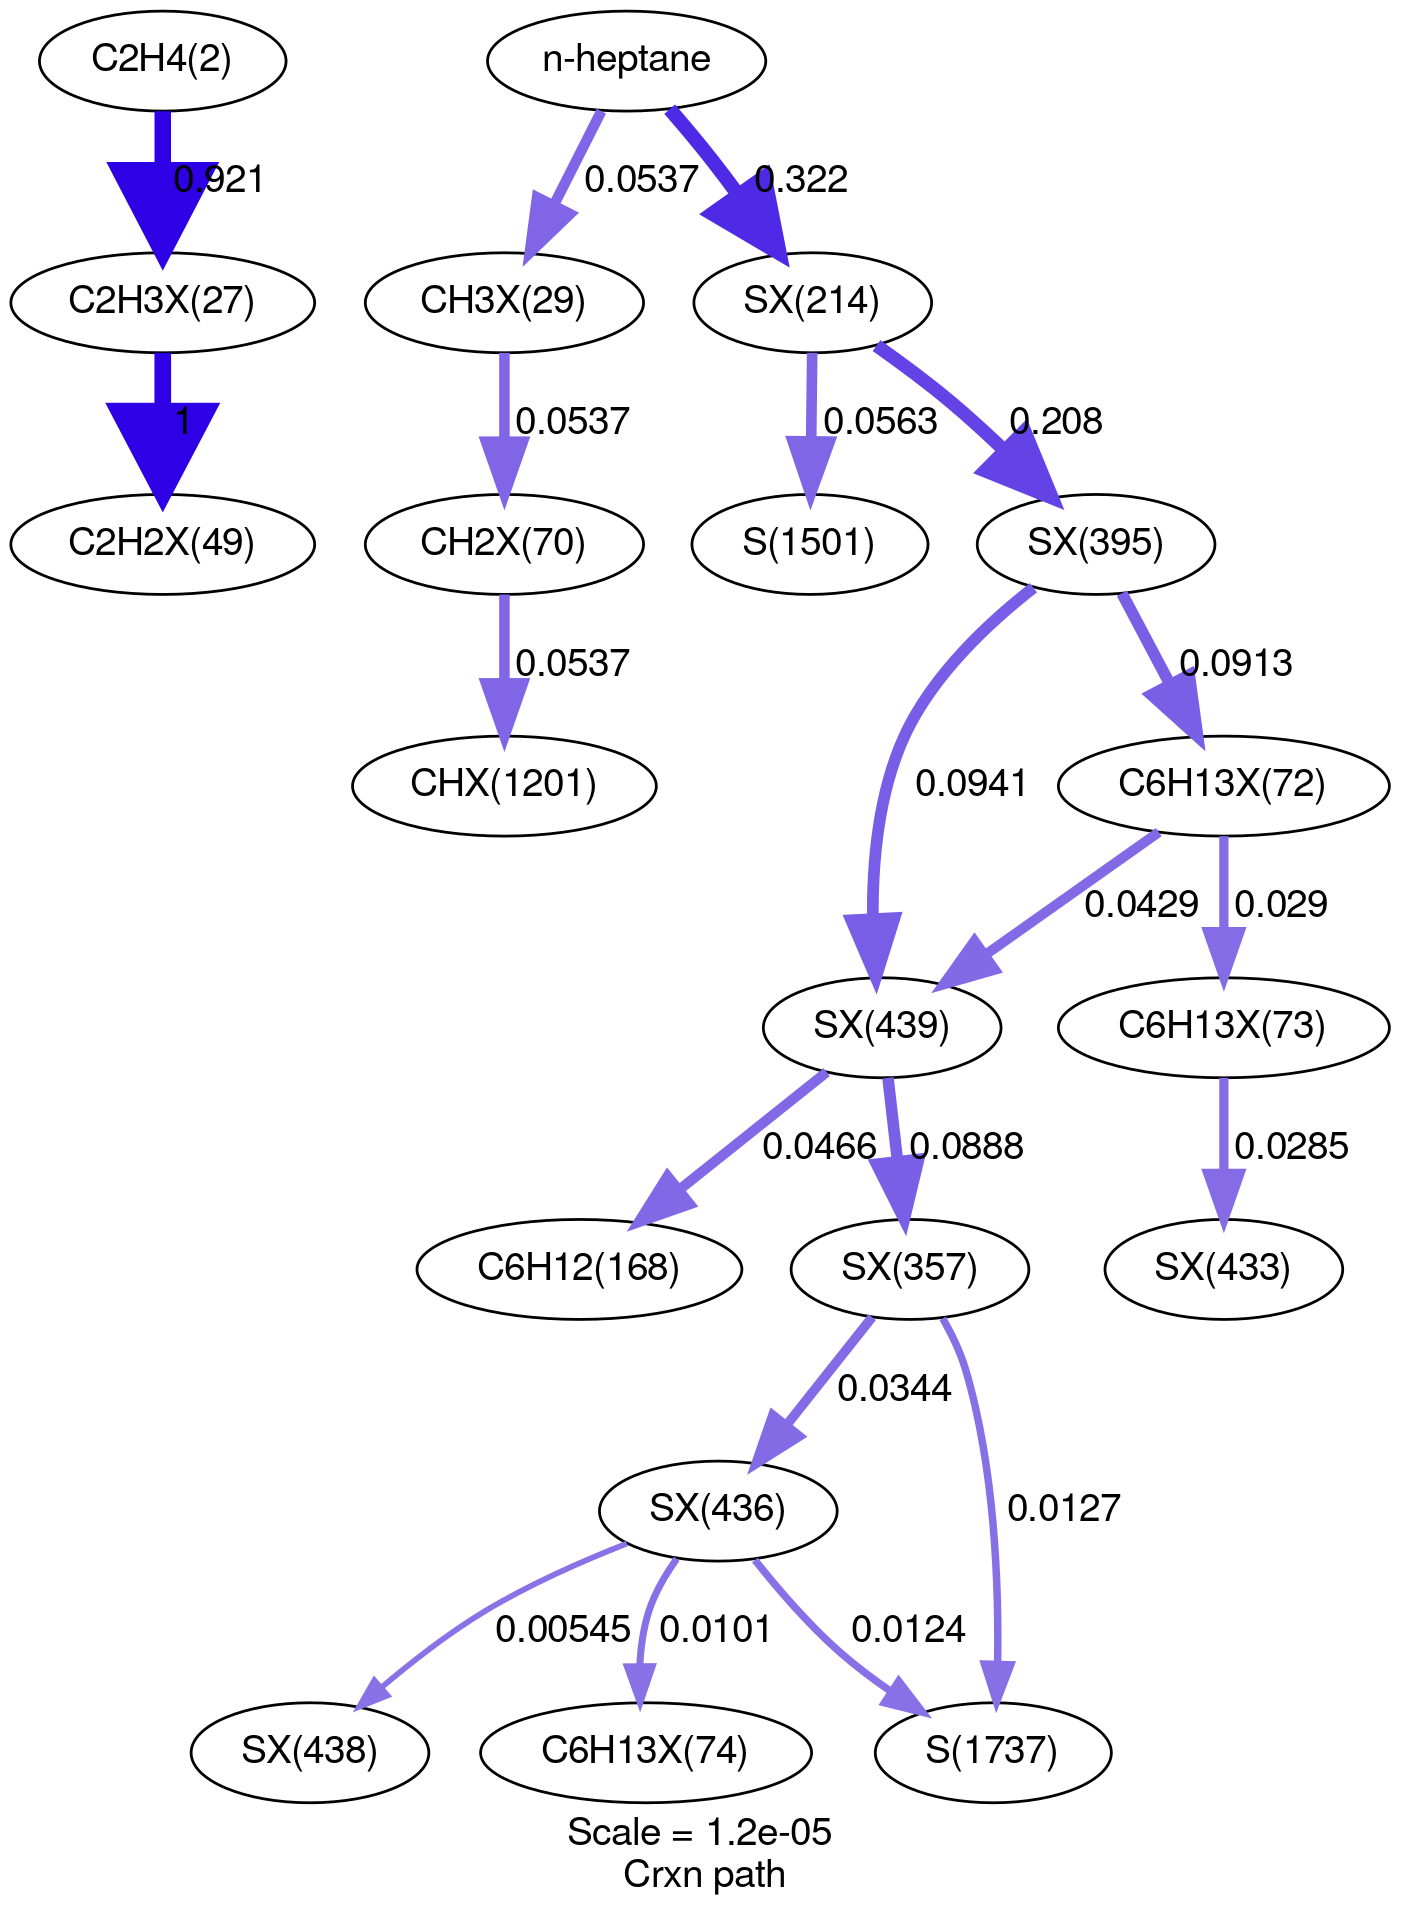 C2H4(2)
n-heptane
0.921
0.0537
0.322
C2H3X(27)
CH3X(29)
SX(214)
1
0.0537
0.0563
0.208
C2H2X(49)
CH2X(70)
S(1501)
SX(395)
0.0537
0.0913
CHX(1201)
0.0941
C6H13X(72)
0.0429
0.029
SX(439)
C6H13X(73)
0.0466
0.0888
0.0285
C6H12(168)
SX(357)
SX(433)
0.0344
SX(436)
0.0127
0.00545
0.0101
0.0124
SX(438)
C6H13X(74)
S(1737)
Scale = 1.2e-05
Crxn path